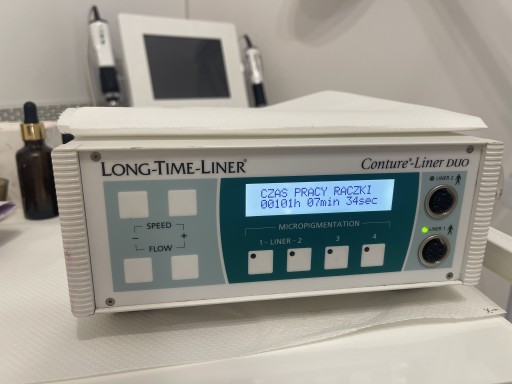 LONG-TIME-LINER®
Conture®-Liner DUO
CZAS PRACY RACZKI
00101h 07min 34sec
LINER 2
SPEED
- +
FLOW
MICROPIGMENTATION
1 - LINER - 2
3
4
LINER 1